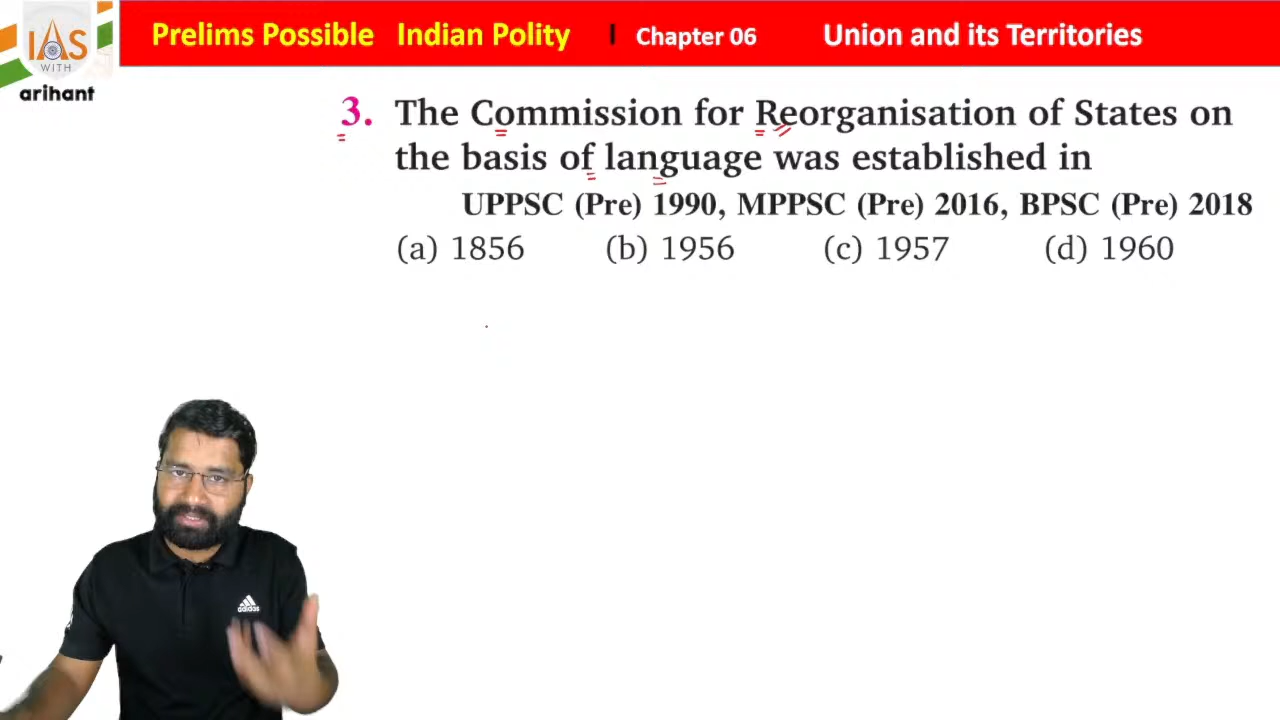 Prelims Possible Indian Polity | Chapter 06 Union and its Territories
IAS
WITH
arihant
3. The Commission for Reorganisation of States on
the basis of language was established in
UPPSC (Pre) 1990, MPPSC (Pre) 2016, BPSC (Pre) 2018
(a) 1856 (b) 1956 (c) 1957 (d) 1960
adidas